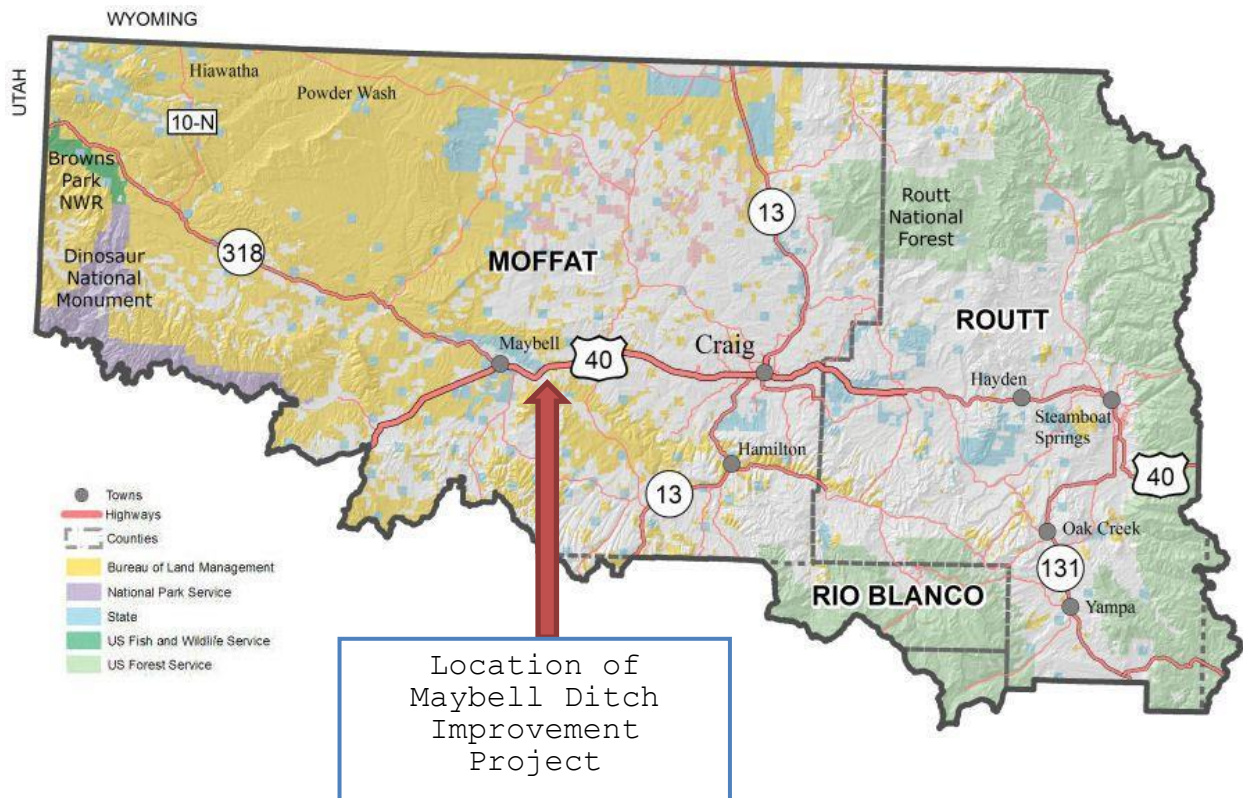 WYOMING
UTAH
Hiawatha
Powder Wash
10-N
Browns
Park
NWR
Routt
National
Forest
13
318
Dinosaur
National
Monument
MOFFAT
ROUTT
Maybell
40
Craig
Hayden
Steamboat
Springs
Hamilton
40
13
Oak Creek
131
RIO BLANCO
Yampa
Towns
Highways
Counties
Bureau of Land Management
National Park Service
State
US Fish and Wildlife Service
US Forest Service
Location of
Maybell Ditch
Improvement
Project